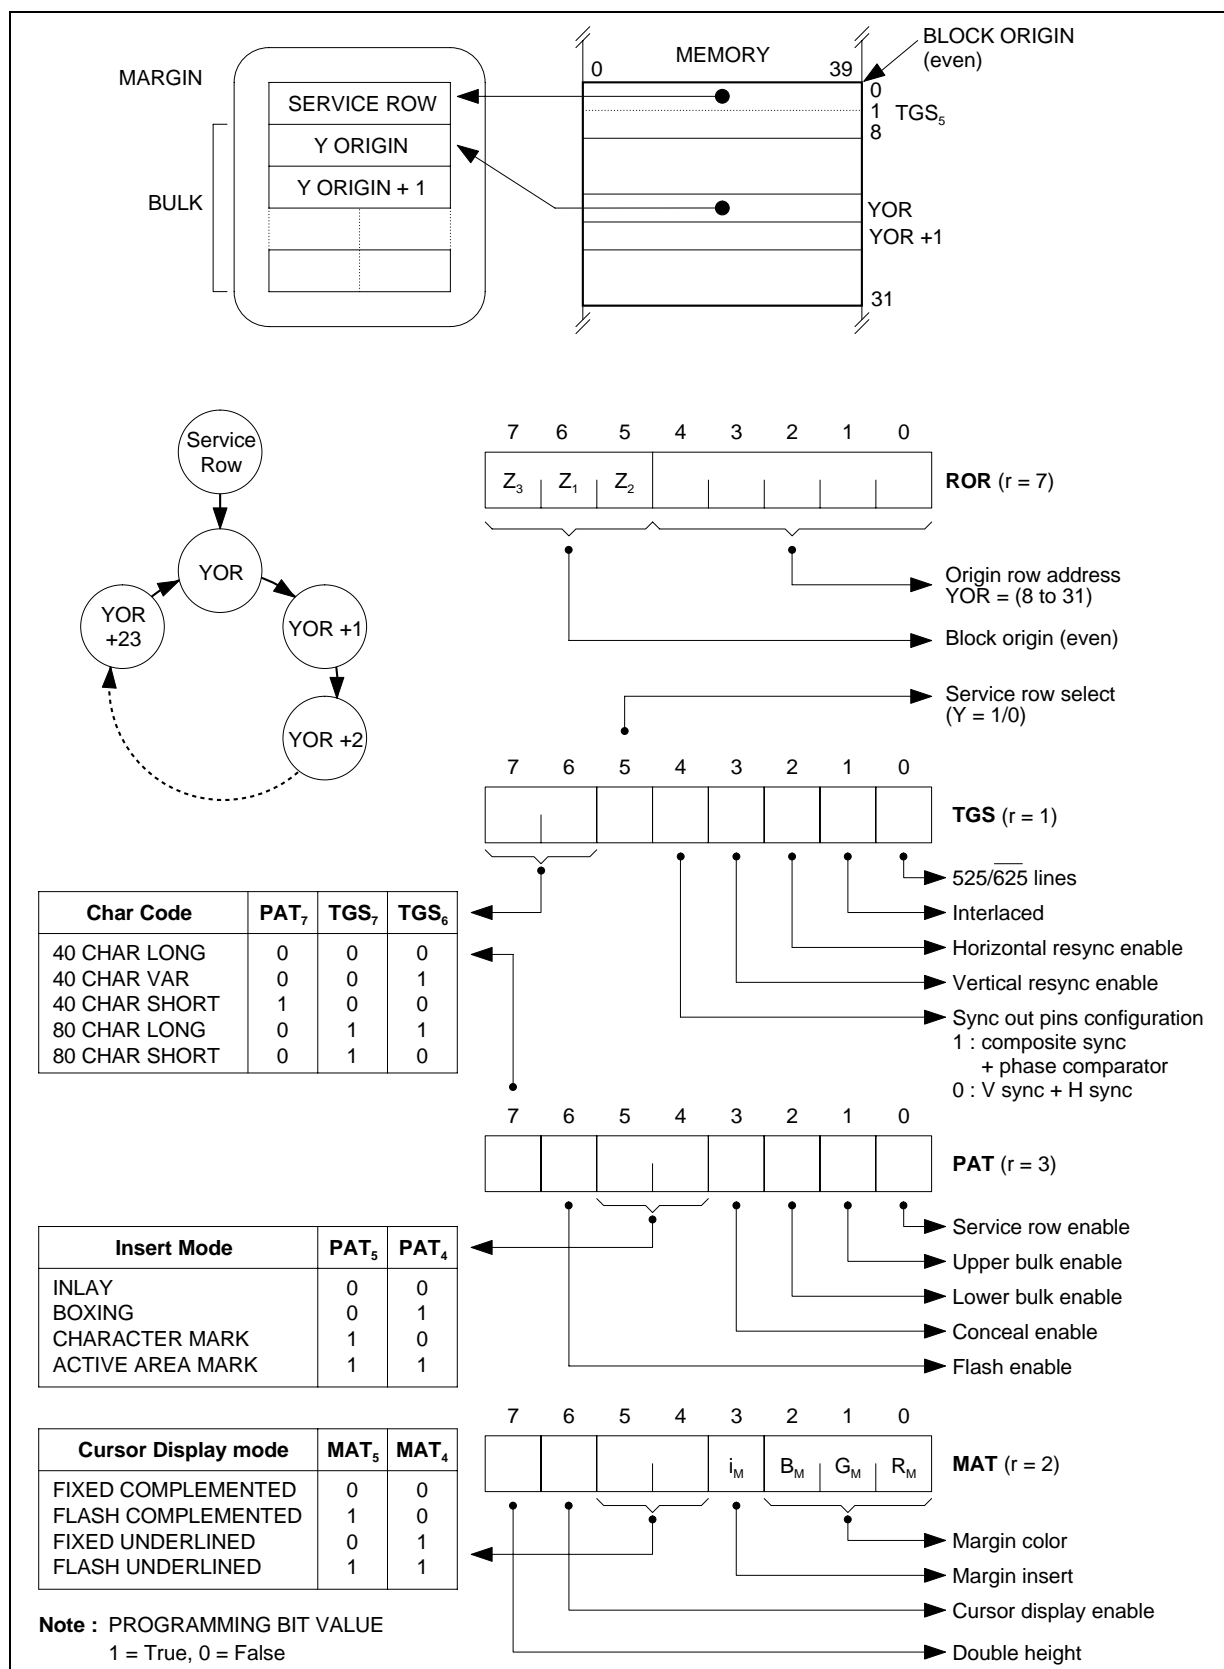 BLOCK ORIGIN
(even)
MARGIN
MEMORY
0 39
0
1 TGS5
8
SERVICE ROW
Y ORIGIN
Y ORIGIN + 1
BULK
YOR
YOR +1
31
Service
Row
YOR
YOR
+23
YOR +1
YOR +2
7 6 5 4 3 2 1 0
Z3 Z1 Z2
ROR (r = 7)
Origin row address
YOR = (8 to 31)
Block origin (even)
Service row select
(Y = 1/0)
7 6 5 4 3 2 1 0
TGS (r = 1)
525/625 lines
Interlaced
Horizontal resync enable
Vertical resync enable
Sync out pins configuration
1 : composite sync
+ phase comparator
0 : V sync + H sync
Char Code PAT7 TGS7 TGS6
40 CHAR LONG 0 0 0
40 CHAR VAR 0 0 1
40 CHAR SHORT 1 0 0
80 CHAR LONG 0 1 1
80 CHAR SHORT 0 1 0
7 6 5 4 3 2 1 0
PAT (r = 3)
Service row enable
Upper bulk enable
Lower bulk enable
Conceal enable
Flash enable
Insert Mode PAT5 PAT4
INLAY 0 0
BOXING 0 1
CHARACTER MARK 1 0
ACTIVE AREA MARK 1 1
7 6 5 4 3 2 1 0
iM BM GM RM
MAT (r = 2)
Margin color
Margin insert
Cursor display enable
Double height
Cursor Display mode MAT5 MAT4
FIXED COMPLEMENTED 0 0
FLASH COMPLEMENTED 1 0
FIXED UNDERLINED 0 1
FLASH UNDERLINED 1 1
Note : PROGRAMMING BIT VALUE
1 = True, 0 = False